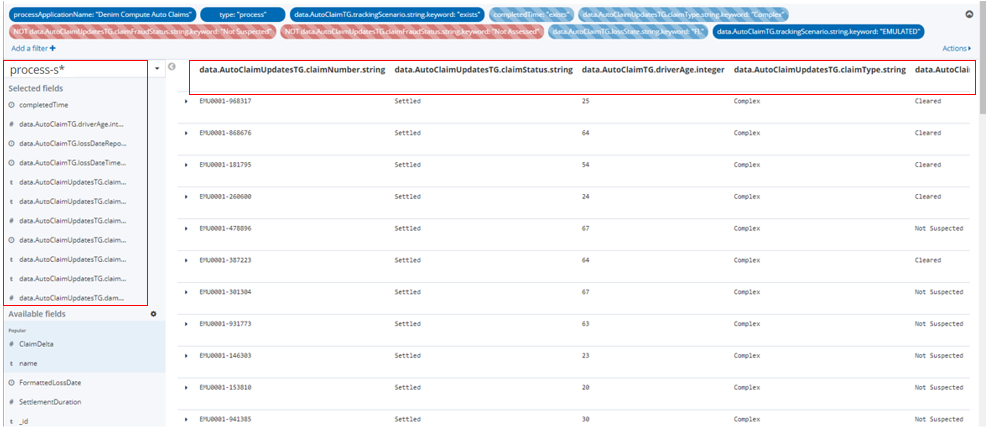 processApplicationName: "Denim Compute Auto Claims" type: "process" data.AutoClaimTG.trackingScenario.string.keyword: "exists" completedTime: "exists" data.AutoClaimUpdatesTG.claimType.string.keyword: "Complex"
NOT data.AutoClaimUpdatesTG.claimFraudStatus.string.keyword: "Not Suspected" NOT data.AutoClaimUpdatesTG.claimFraudStatus.string.keyword: "Not Assessed" data.AutoClaimTG.lossState.string.keyword: "FL" data.AutoClaimTG.trackingScenario.string.keyword: "EMULATED"
Add a filter +
Actions
process-s*
Selected fields
completedTime
# data.AutoClaimTG.driverAge.int...
data.AutoClaimTG.lossDateRepo...
data.AutoClaimTG.lossDateTime...
t data.AutoClaimUpdatesTG.claim...
t data.AutoClaimUpdatesTG.claim...
# data.AutoClaimUpdatesTG.claim...
data.AutoClaimUpdatesTG.claim...
t data.AutoClaimUpdatesTG.claim...
t data.AutoClaimUpdatesTG.claim...
# data.AutoClaimUpdatesTG.dam...
Available fields
Popular
# ClaimDelta
t name
FormattedLossDate
# SettlementDuration
t _id
data.AutoClaimUpdatesTG.claimNumber.string data.AutoClaimUpdatesTG.claimStatus.string data.AutoClaimTG.driverAge.integer data.AutoClaimUpdatesTG.claimType.string data.AutoClai
EMU0001-968317 Settled 25 Complex Cleared
EMU0001-868676 Settled 64 Complex Cleared
EMU0001-181795 Settled 54 Complex Cleared
EMU0001-260600 Settled 24 Complex Cleared
EMU0001-478896 Settled 67 Complex Not Suspected
EMU0001-387223 Settled 64 Complex Cleared
EMU0001-301304 Settled 67 Complex Not Suspected
EMU0001-931773 Settled 63 Complex Not Suspected
EMU0001-146303 Settled 23 Complex Not Suspected
EMU0001-153810 Settled 20 Complex Not Suspected
EMU0001-941385 Settled 30 Complex Not Suspected